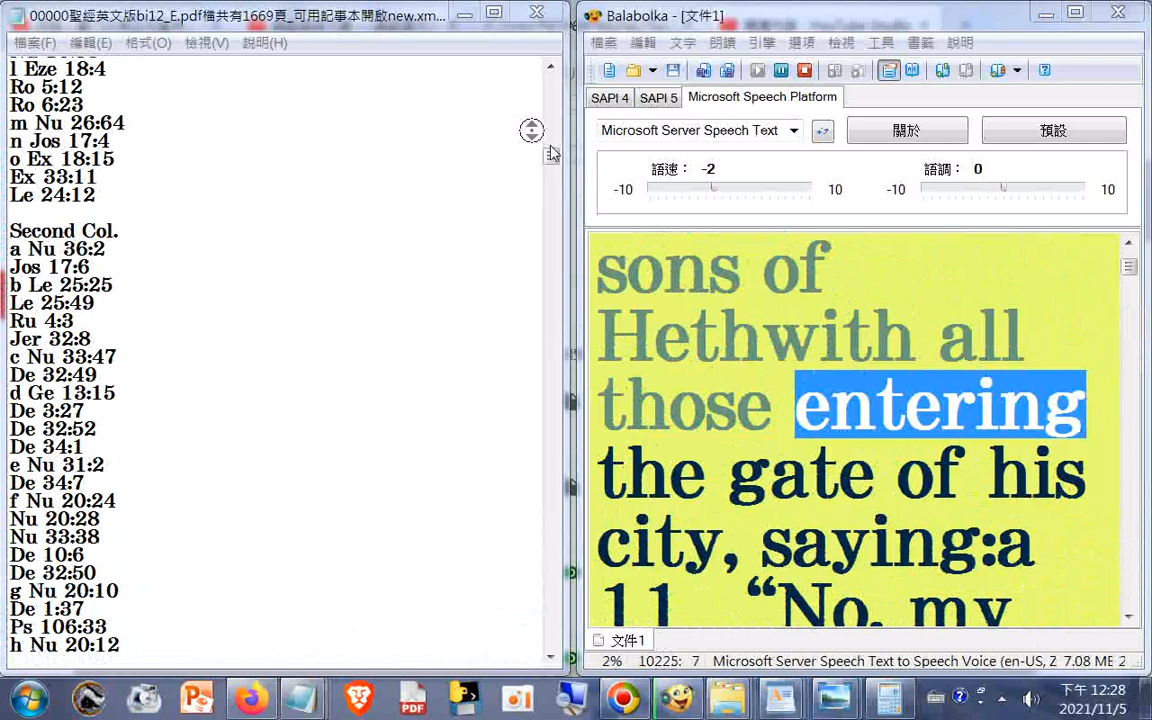 00000聖經英文版bi12_E.pdf檔共有1669頁_可用記事本開啟new.xm...
檔案(F) 編輯(E) 格式(O) 檢視(V) 說明(H)
l Eze 18:4
Ro 5:12
Ro 6:23
m Nu 26:64
n Jos 17:4
o Ex 18:15
Ex 33:11
Le 24:12
Second Col.
a Nu 36:2
Jos 17:6
b Le 25:25
Le 25:49
Ru 4:3
Jer 32:8
c Nu 33:47
De 32:49
d Ge 13:15
De 3:27
De 32:52
De 34:1
e Nu 31:2
De 34:7
f Nu 20:24
Nu 20:28
Nu 33:38
De 10:6
De 32:50
g Nu 20:10
De 1:37
Ps 106:33
h Nu 20:12
Balabolka - [文件1]
檔案 編輯 文字 朗讀 引擎 選項 檢視 工具 書籤 說明
SAPI 4 SAPI 5 Microsoft Speech Platform
Microsoft Server Speech Text 關於 預設
語速： -2 語調： 0
-10 10 -10 10
sons of
Hethwith all
those entering
the gate of his
city, saying:a
11 “No, my
文件1
2% 10225: 7 Microsoft Server Speech Text to Speech Voice (en-US, Z 7.08 ME 2
PDF
下午 12:28
2021/11/5